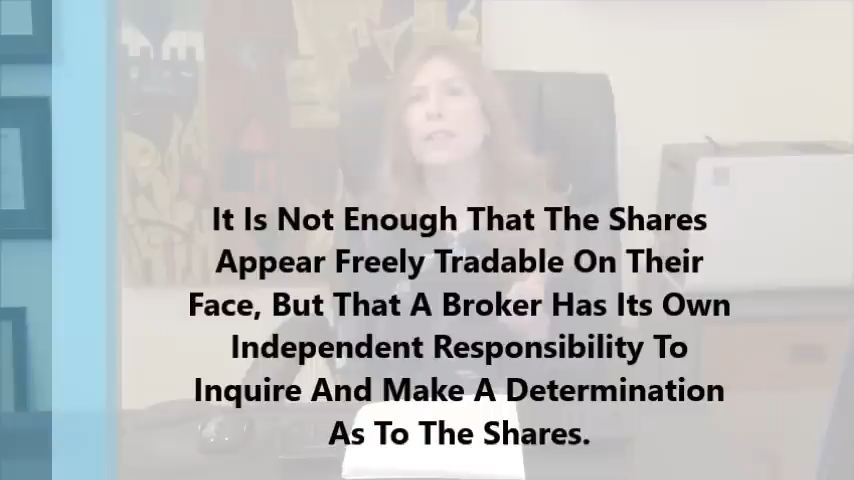 It Is Not Enough That The Shares
Appear Freely Tradable On Their
Face, But That A Broker Has Its Own
Independent Responsibility To
Inquire And Make A Determination
As To The Shares.